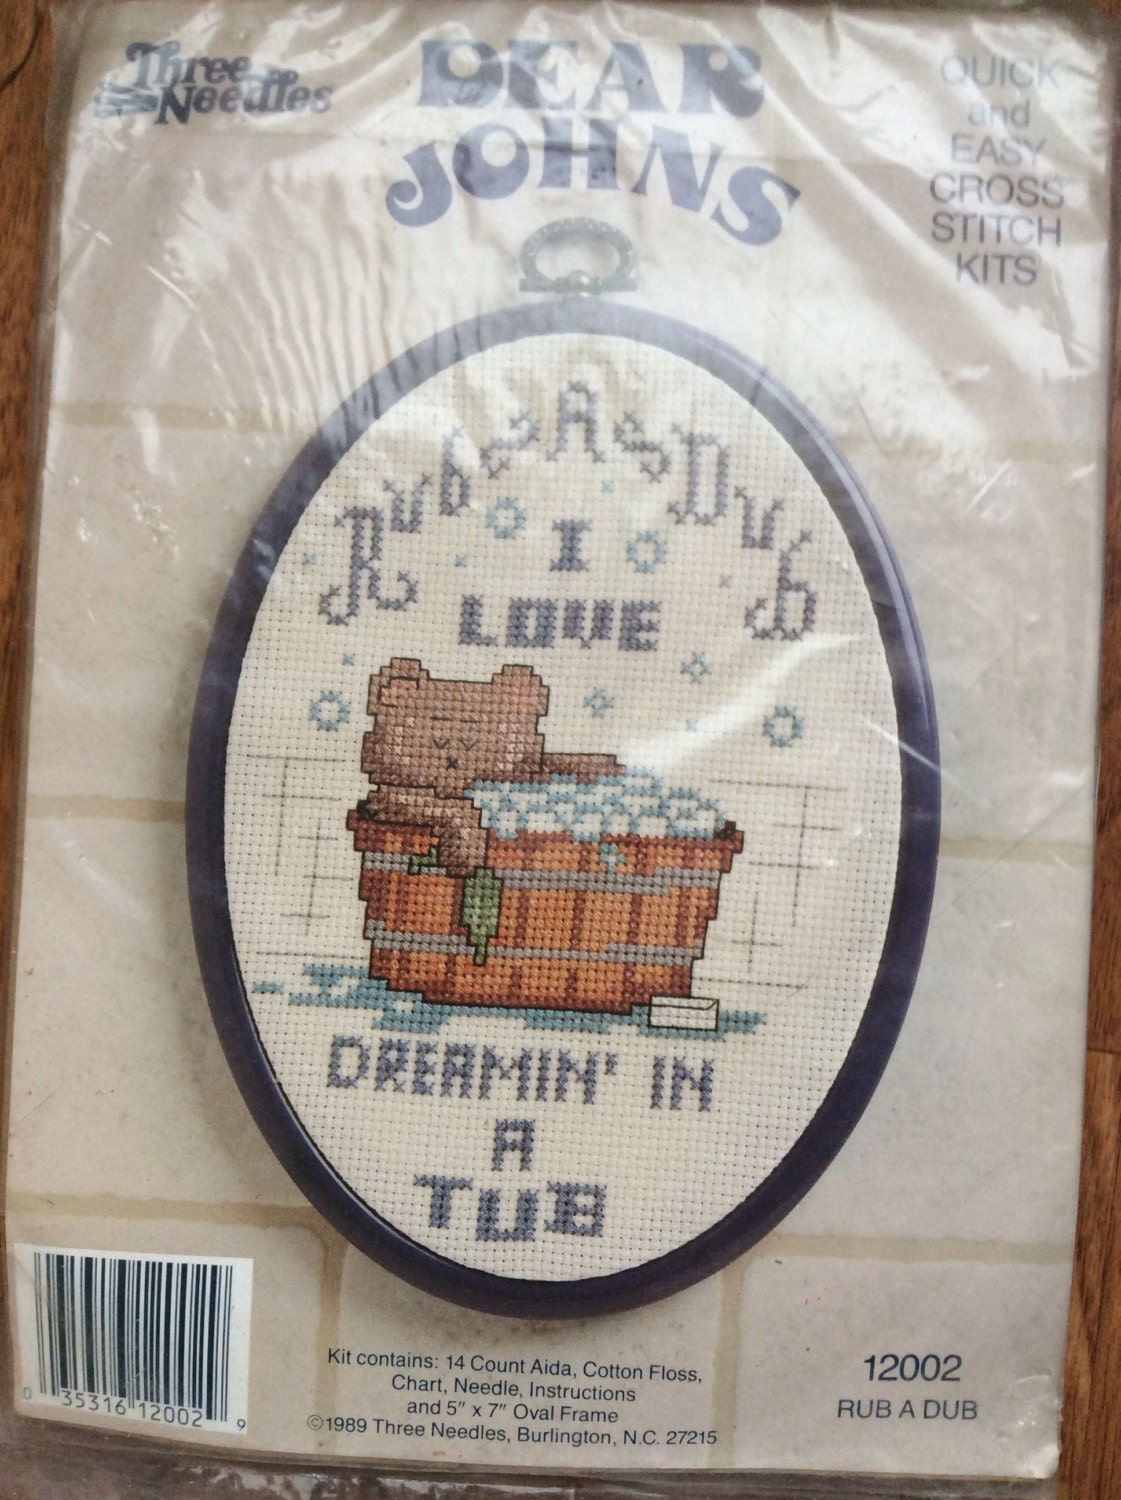 Three
Needles
DEAR
JOHNS
QUICK
and
EASY
CROSS
STITCH
KITS
Rub A Dub
I
LOVE
DREAMIN' IN
A
TUB
Kit contains: 14 Count Aida, Cotton Floss,
Chart, Needle, Instructions
and 5" x 7" Oval Frame
©1989 Three Needles, Burlington, N.C. 27215
12002
RUB A DUB
0 35316 12002 9